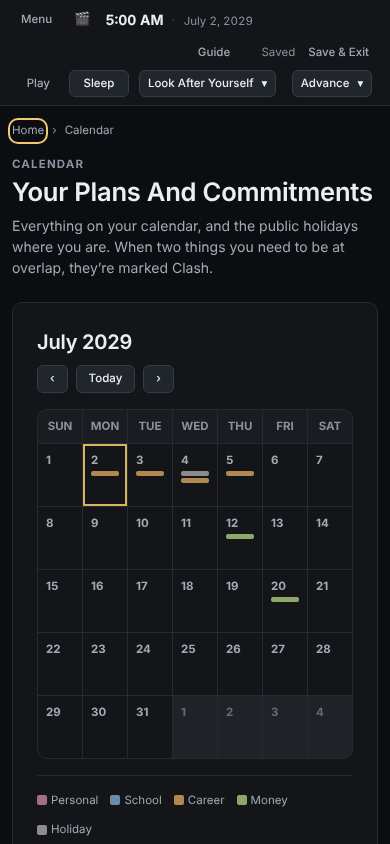 Menu 🎬 5:00 AM · July 2, 2029
Guide Saved Save & Exit
Play Sleep Look After Yourself ▾ Advance ▾
Home › Calendar
CALENDAR
Your Plans And Commitments
Everything on your calendar, and the public holidays
where you are. When two things you need to be at
overlap, they're marked Clash.
July 2029
‹ Today ›
SUN MON TUE WED THU FRI SAT
1 2 3 4 5 6 7
8 9 10 11 12 13 14
15 16 17 18 19 20 21
22 23 24 25 26 27 28
29 30 31 1 2 3 4
Personal School Career Money
Holiday